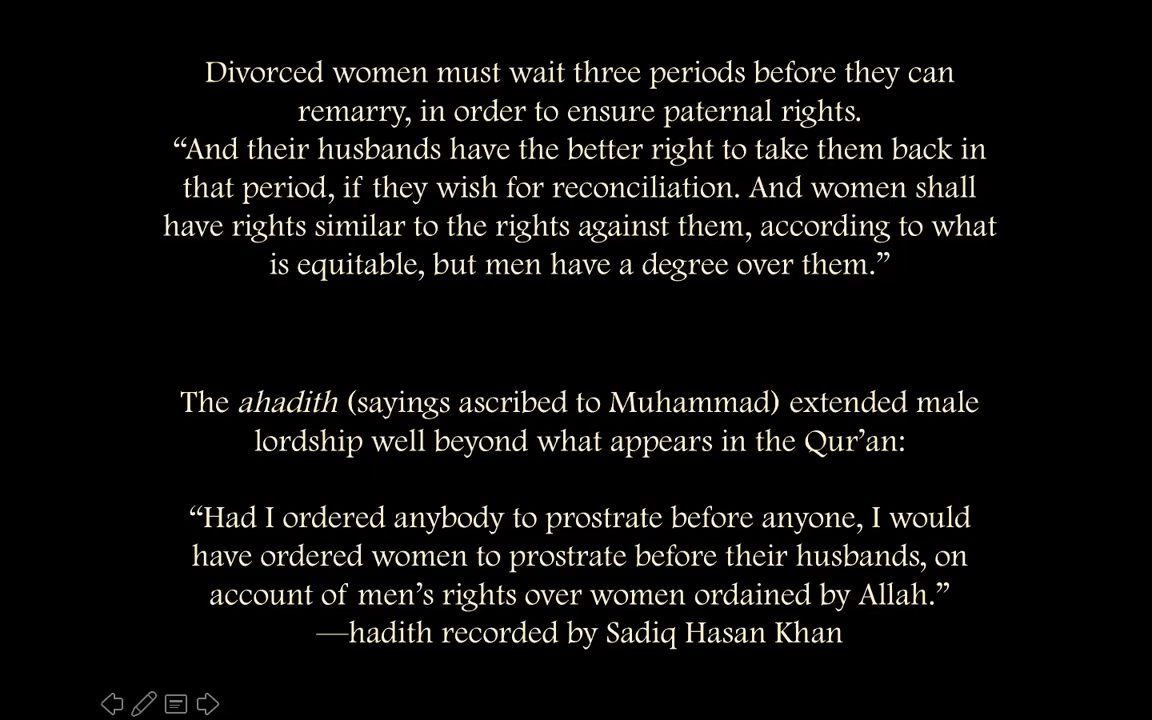 Divorced women must wait three periods before they can
remarry, in order to ensure paternal rights.
“And their husbands have the better right to take them back in
that period, if they wish for reconciliation. And women shall
have rights similar to the rights against them, according to what
is equitable, but men have a degree over them.”
The ahadith (sayings ascribed to Muhammad) extended male
lordship well beyond what appears in the Qur’an:
“Had I ordered anybody to prostrate before anyone, I would
have ordered women to prostrate before their husbands, on
account of men’s rights over women ordained by Allah.”
—hadith recorded by Sadiq Hasan Khan